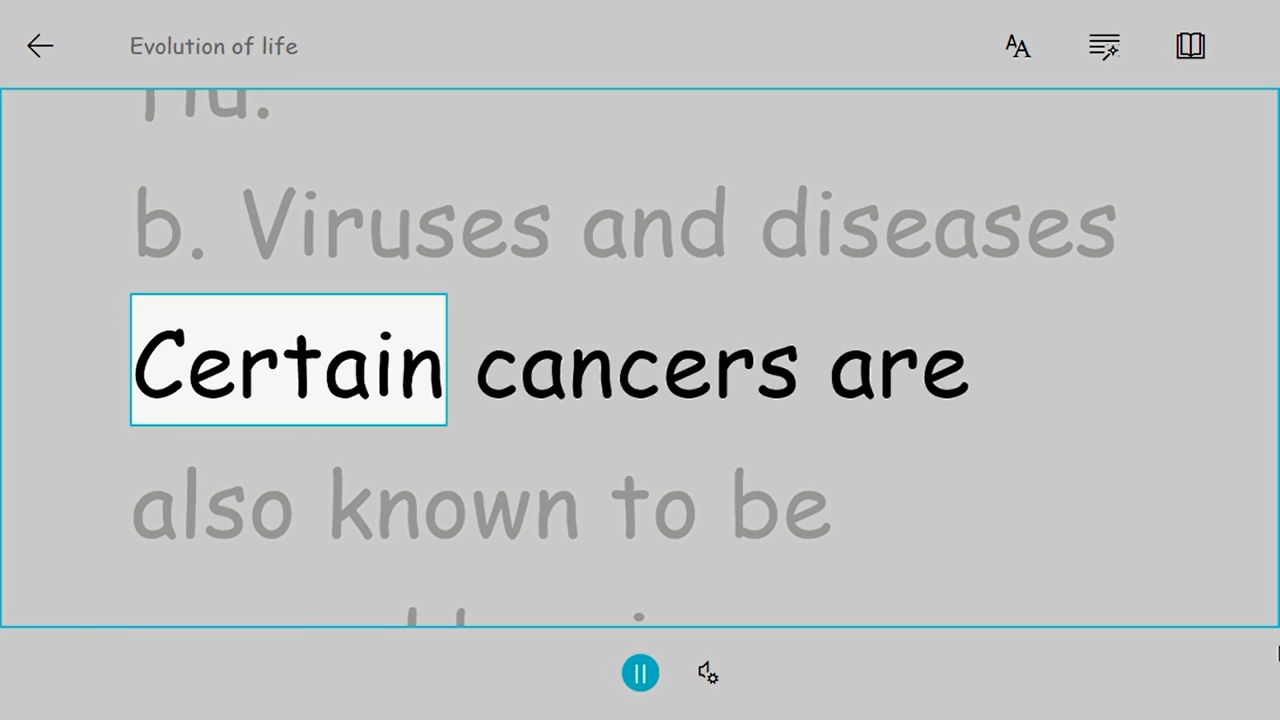 Evolution of life
b. Viruses and diseases
Certain cancers are
also known to be